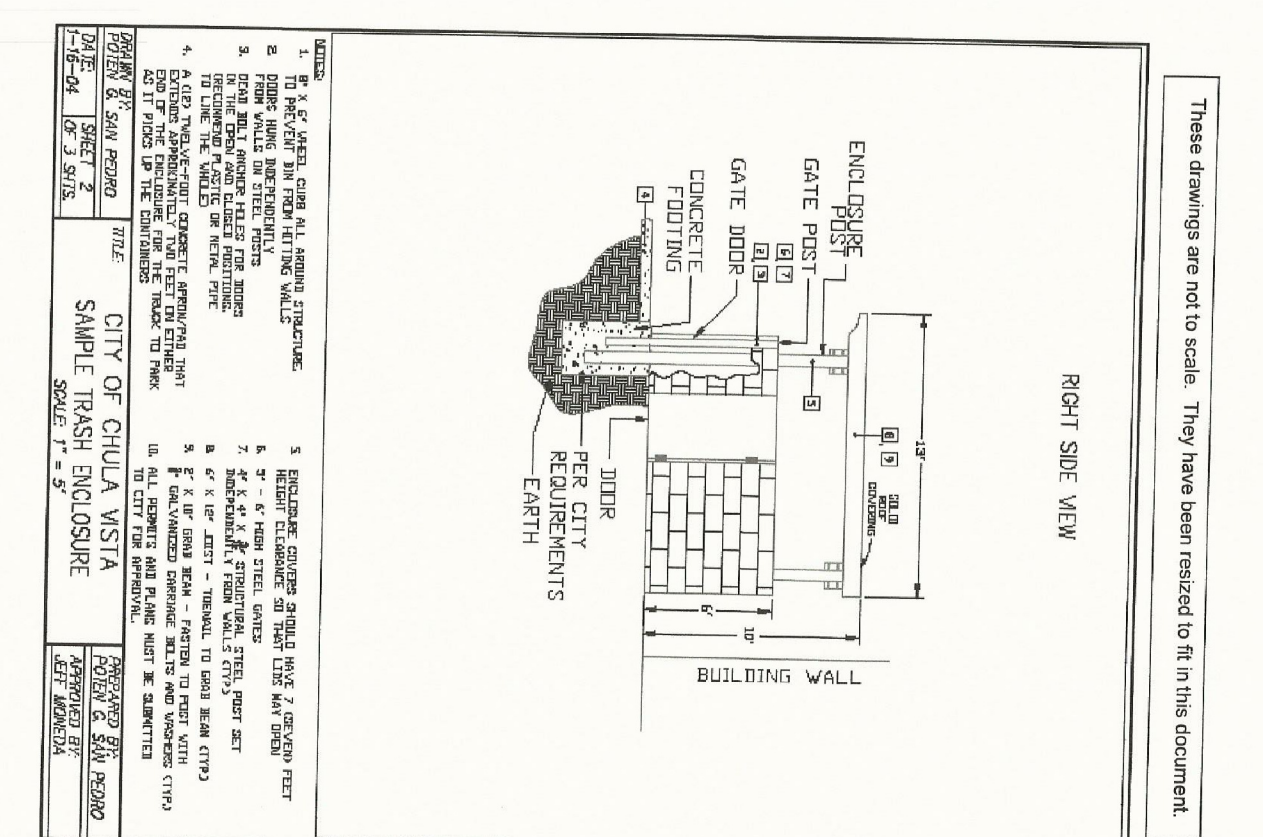 These drawings are not to scale. They have been resized to fit in this document.
RIGHT SIDE VIEW
13'
8, 9
SOLID
ROOF
COVERING
ENCLOSURE
POST
GATE POST
6, 7
2, 3
GATE DOOR
CONCRETE
FOOTING
4
5
6'
10'
BUILDING WALL
DOOR
PER CITY
REQUIREMENTS
EARTH
NOTES:
1. 8" X 6" WHEEL CURB ALL AROUND STRUCTURE,
TO PREVENT BIN FROM HITTING WALLS
2 DOORS HUNG INDEPENDENTLY
FROM WALLS ON STEEL POSTS
3. DEAD BOLT ANCHOR HOLES FOR DOORS
IN THE OPEN AND CLOSED POSITIONS.
(RECOMMEND PLASTIC OR METAL PIPE
TO LINE THE WHOLE)
4. A (12) TWELVE-FOOT CONCRETE APRON/PAD THAT
EXTENDS APPROXIMATELY TWO FEET ON EITHER
END OF THE ENCLOSURE FOR THE TRUCK TO PARK
AS IT PICKS UP THE CONTAINERS
5. ENCLOSURE COVERS SHOULD HAVE 7 (SEVEN) FEET
HEIGHT CLEARANCE SO THAT LIDS MAY OPEN
6. 5' - 6' HIGH STEEL GATES
7. 4" X 4" X STRUCTURAL STEEL POST SET
INDEPENDENTLY FROM WALLS (TYP.)
8. 6" X 12" JOIST - TOENAIL TO GRAB BEAM (TYP.)
9. 2" X 10" GRAB BEAM - FASTEN TO POST WITH
GALVANIZED CARRIAGE BOLTS AND WASHERS (TYP.)
10. ALL PERMITS AND PLANS MUST BE SUBMITTED
TO CITY FOR APPROVAL.
DRAWN BY:
POTEN & SAN PEDRO
DATE:
1-16-04
SHEET 2
OF 3 SHTS.
TITLE:
CITY OF CHULA VISTA
SAMPLE TRASH ENCLOSURE
SCALE: 1" = 5'
PREPARED BY:
POTEN & SAN PEDRO
APPROVED BY:
JEFF MONEDA